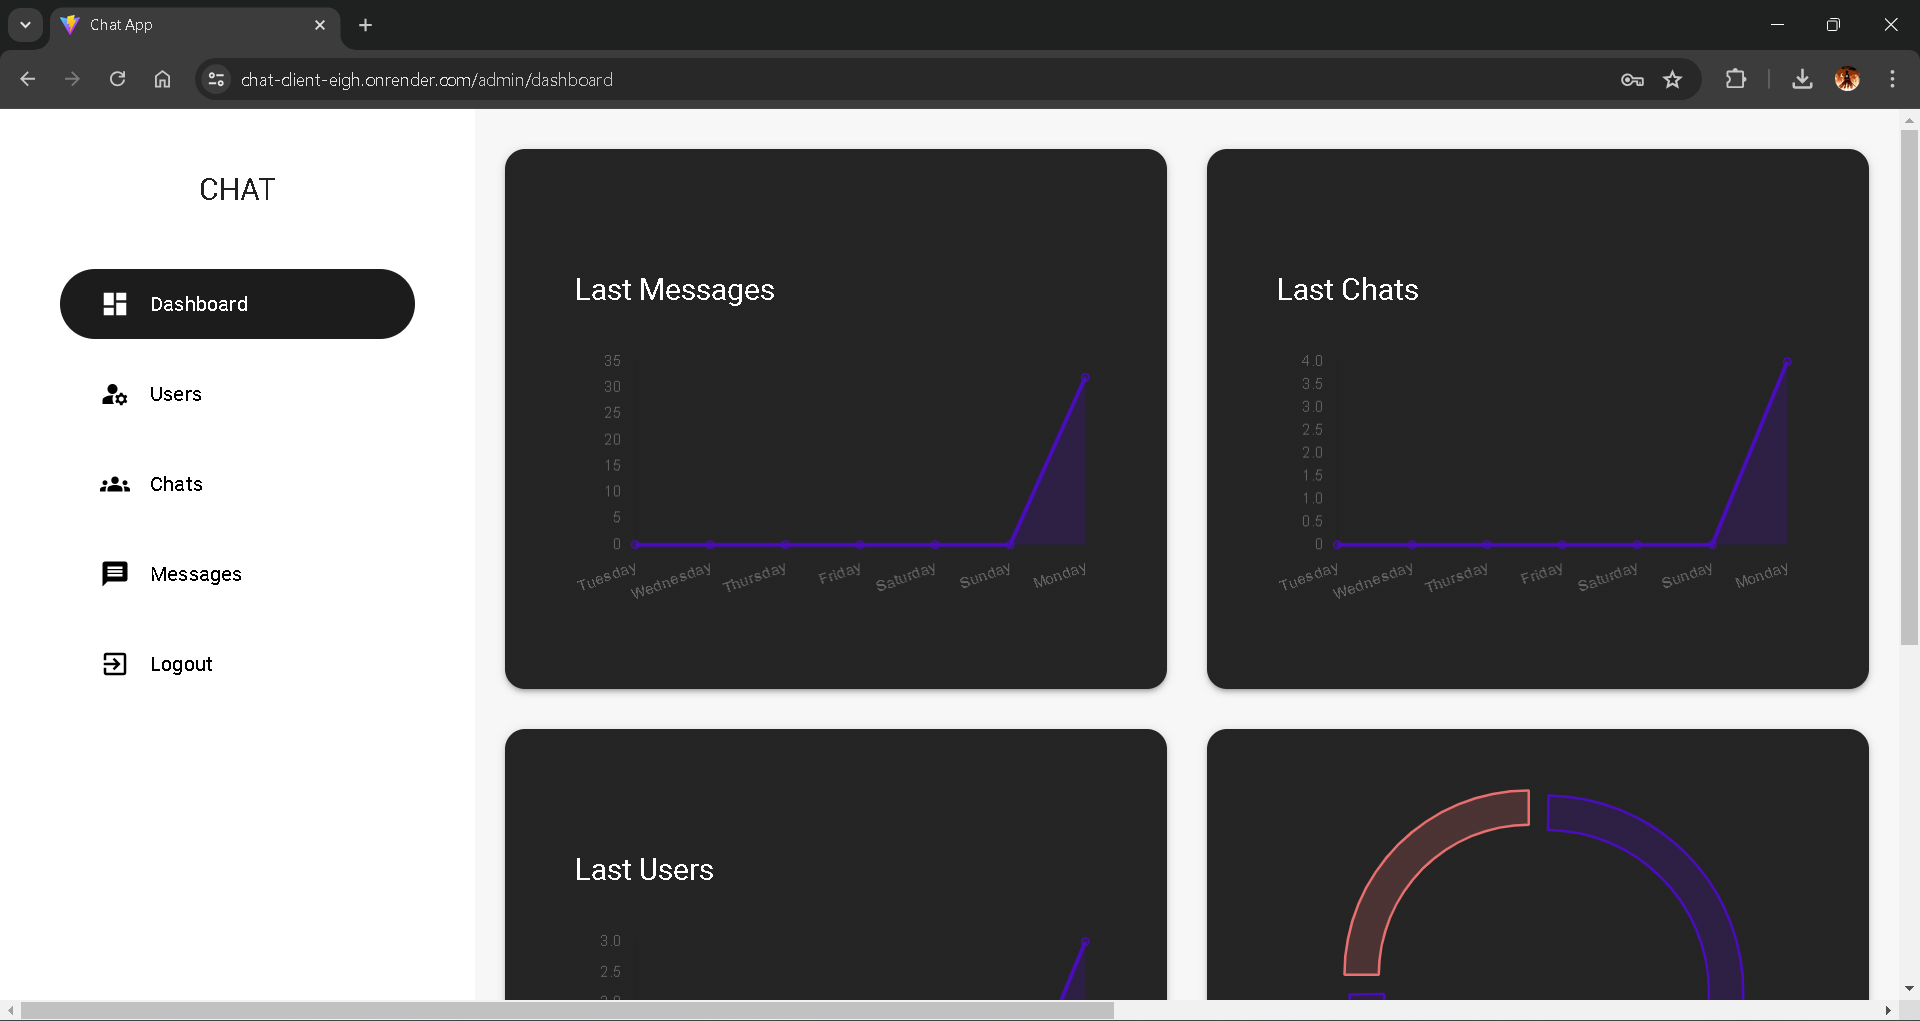 Chat App
chat-client-eigh.onrender.com/admin/dashboard
CHAT
Dashboard
Users
Chats
Messages
Logout
Last Messages
35
30
25
20
15
10
5
0
Tuesday Wednesday Thursday Friday Saturday Sunday Monday
Last Chats
4.0
3.5
3.0
2.5
2.0
1.5
1.0
0.5
0
Tuesday Wednesday Thursday Friday Saturday Sunday Monday
Last Users
3.0
2.5
2.0